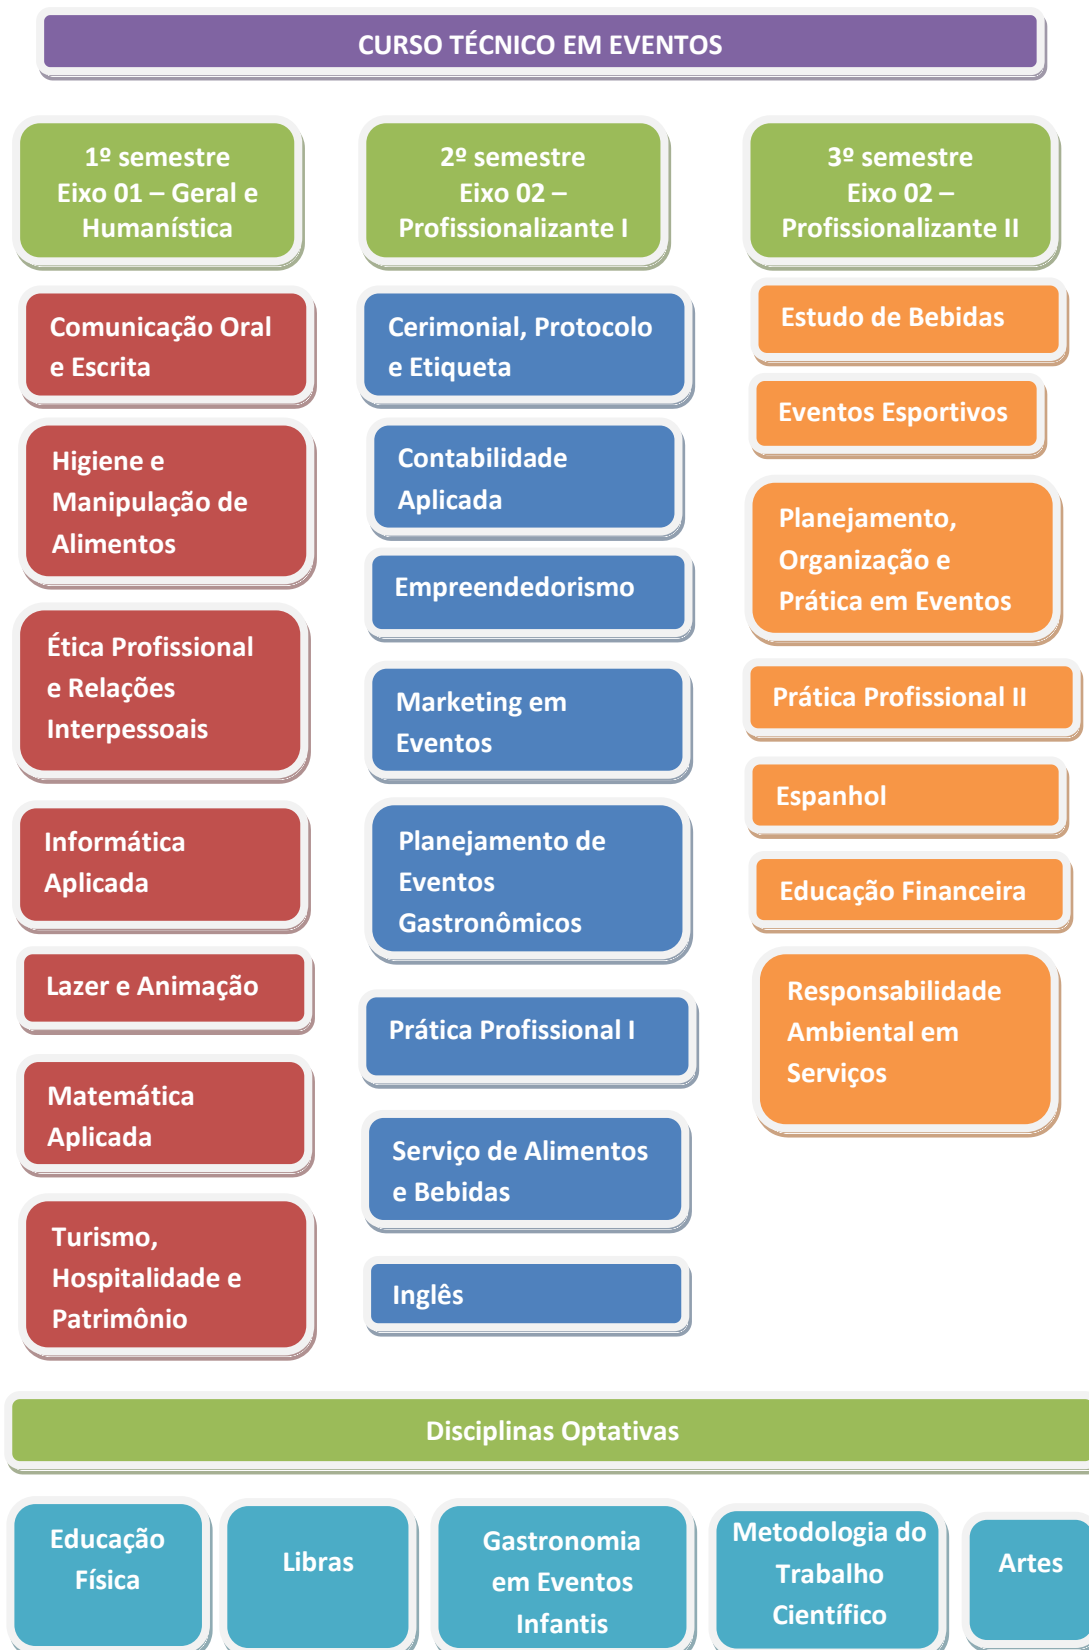 CURSO TÉCNICO EM EVENTOS
1º semestre
Eixo 01 – Geral e
Humanística
Comunicação Oral
e Escrita
Higiene e
Manipulação de
Alimentos
Ética Profissional
e Relações
Interpessoais
Informática
Aplicada
Lazer e Animação
Matemática
Aplicada
Turismo,
Hospitalidade e
Patrimônio
2º semestre
Eixo 02 –
Profissionalizante I
Cerimonial, Protocolo
e Etiqueta
Contabilidade
Aplicada
Empreendedorismo
Marketing em
Eventos
Planejamento de
Eventos
Gastronômicos
Prática Profissional I
Serviço de Alimentos
e Bebidas
Inglês
3º semestre
Eixo 02 –
Profissionalizante II
Estudo de Bebidas
Eventos Esportivos
Planejamento,
Organização e
Prática em Eventos
Prática Profissional II
Espanhol
Educação Financeira
Responsabilidade
Ambiental em
Serviços
Disciplinas Optativas
Educação
Física
Libras
Gastronomia
em Eventos
Infantis
Metodologia do
Trabalho
Científico
Artes